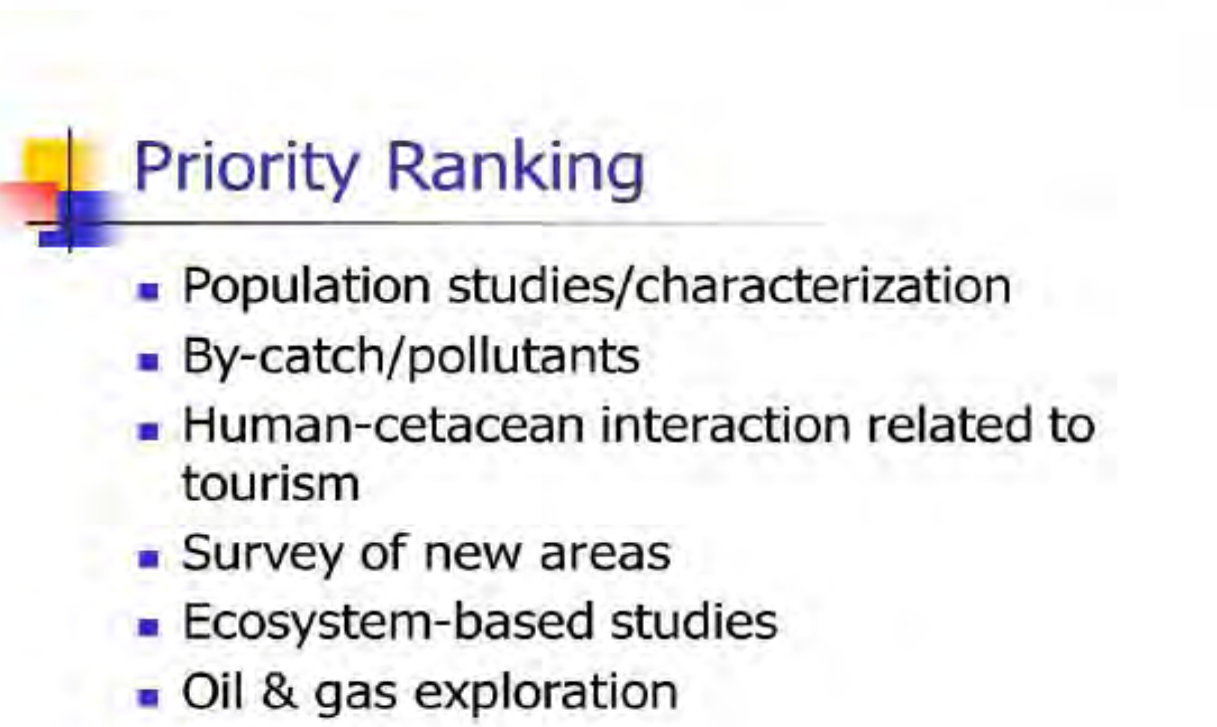 Priority Ranking
Population studies/characterization
By-catch/pollutants
Human-cetacean interaction related to
tourism
Survey of new areas
Ecosystem-based studies
Oil & gas exploration